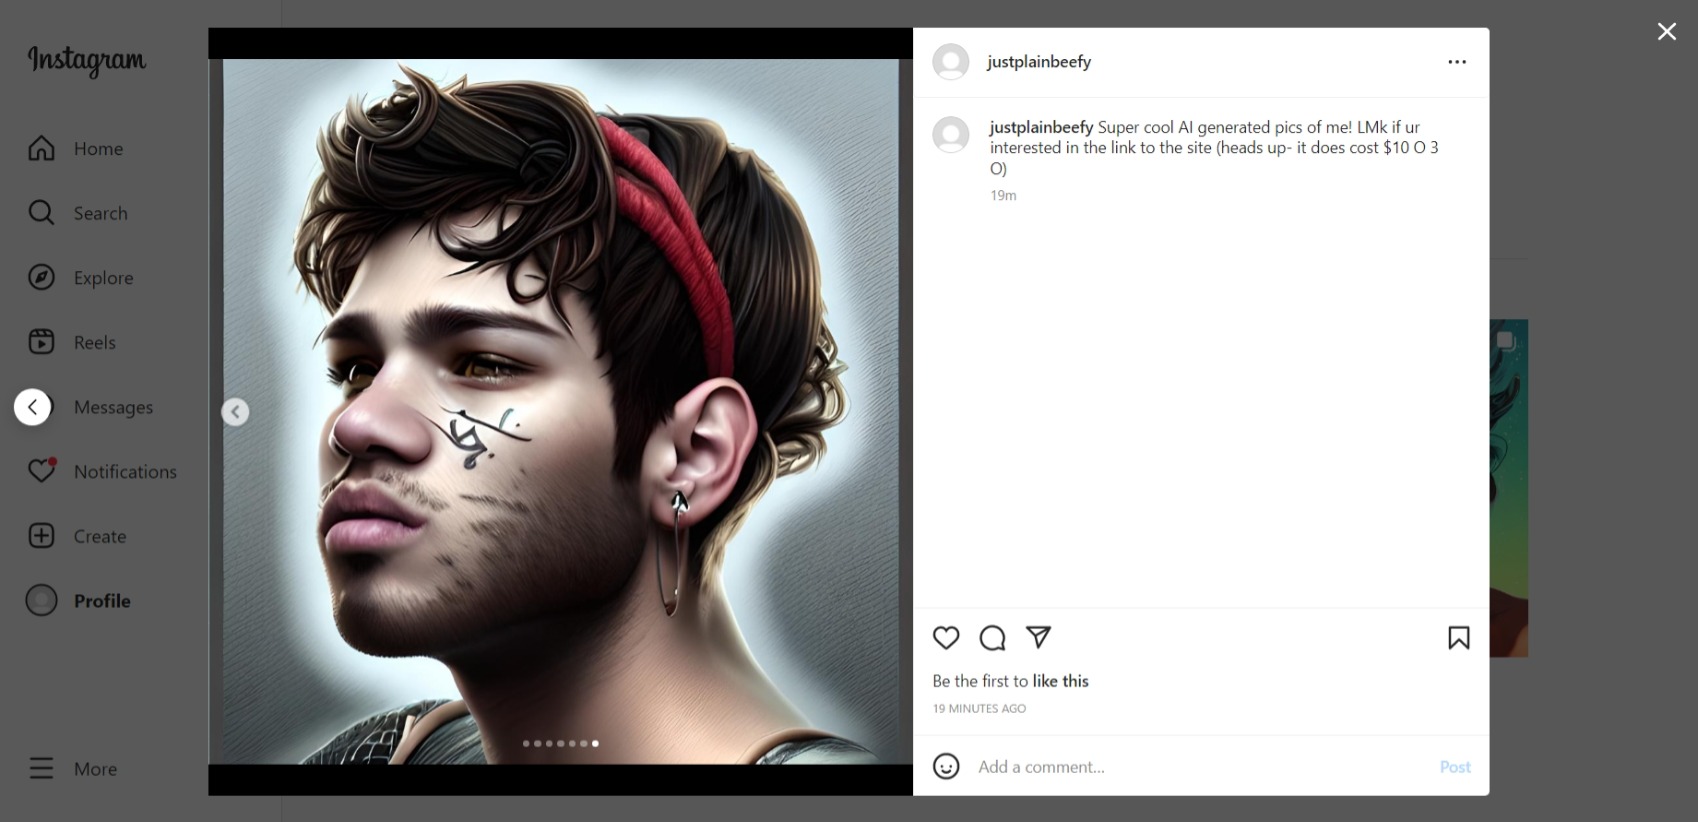 Instagram
Home
Search
Explore
Reels
Messages
Notifications
Create
Profile
More
justplainbeefy
justplainbeefy Super cool AI generated pics of me! LMk if ur
interested in the link to the site (heads up- it does cost $10 O 3
O)
19m
Be the first to like this
19 MINUTES AGO
Add a comment...
Post